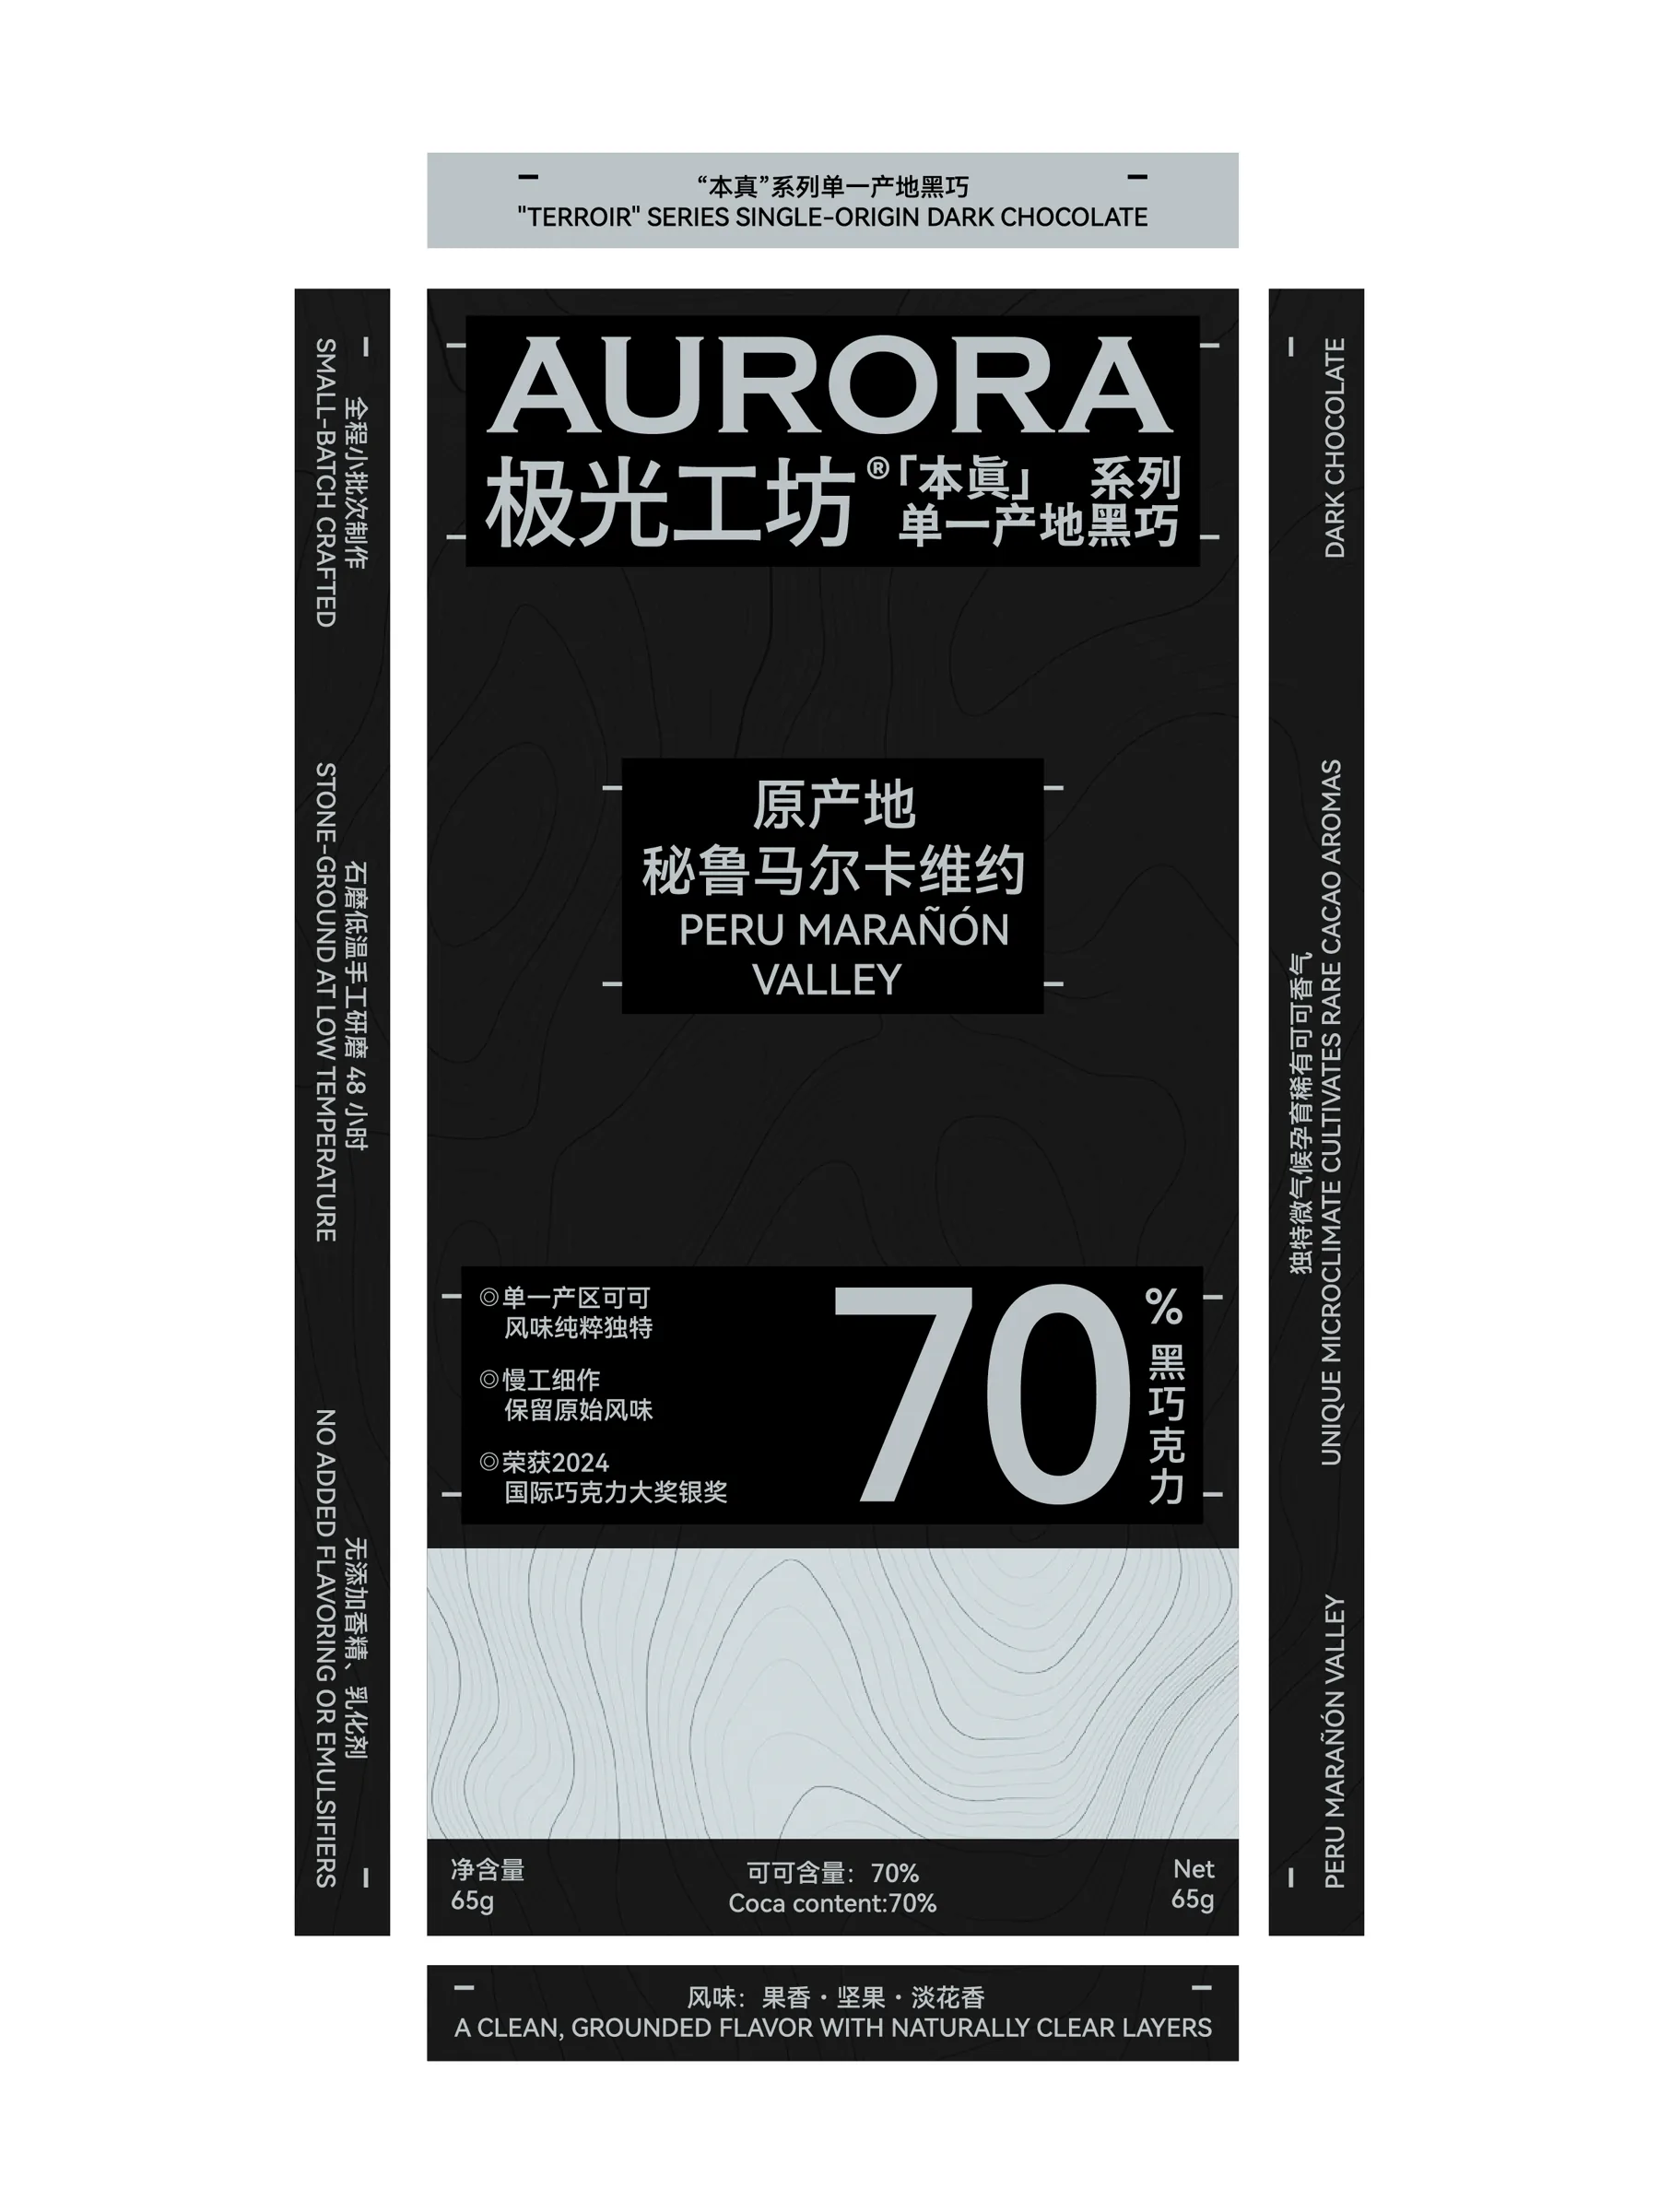 “本真”系列单一产地黑巧
"TERROIR" SERIES SINGLE-ORIGIN DARK CHOCOLATE
AURORA
极光工坊®「本眞」 系列
单一产地黑巧
原产地
秘鲁马尔卡维约
PERU MARAÑÓN
VALLEY
◎单一产区可可
风味纯粹独特
◎慢工细作
保留原始风味
◎荣获2024
国际巧克力大奖银奖
70%
黑巧克力
净含量
65g
可可含量：70%
Coca content:70%
Net
65g
风味：果香·坚果·淡花香
A CLEAN, GROUNDED FLAVOR WITH NATURALLY CLEAR LAYERS
全程小批次制作
SMALL-BATCH CRAFTED
石磨低温手工研磨 48 小时
STONE-GROUND AT LOW TEMPERATURE
无添加香精、乳化剂
NO ADDED FLAVORING OR EMULSIFIERS
PERU MARAÑÓN VALLEY
独特微气候孕育稀有可可香气
UNIQUE MICROCLIMATE CULTIVATES RARE CACAO AROMAS
DARK CHOCOLATE